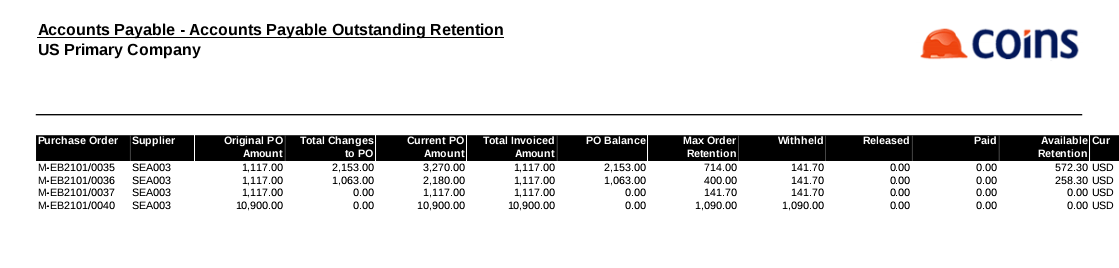 Accounts Payable - Accounts Payable Outstanding Retention
US Primary Company
coins
Purchase Order Supplier Original PO Amount Total Changes to PO Current PO Amount Total Invoiced Amount PO Balance Max Order Retention Withheld Released Paid Available Retention Cur
M-EB2101/0035 SEA003 1,117.00 2,153.00 3,270.00 1,117.00 2,153.00 714.00 141.70 0.00 0.00 572.30 USD
M-EB2101/0036 SEA003 1,117.00 1,063.00 2,180.00 1,117.00 1,063.00 400.00 141.70 0.00 0.00 258.30 USD
M-EB2101/0037 SEA003 1,117.00 0.00 1,117.00 1,117.00 0.00 141.70 141.70 0.00 0.00 0.00 USD
M-EB2101/0040 SEA003 10,900.00 0.00 10,900.00 10,900.00 0.00 1,090.00 1,090.00 0.00 0.00 0.00 USD